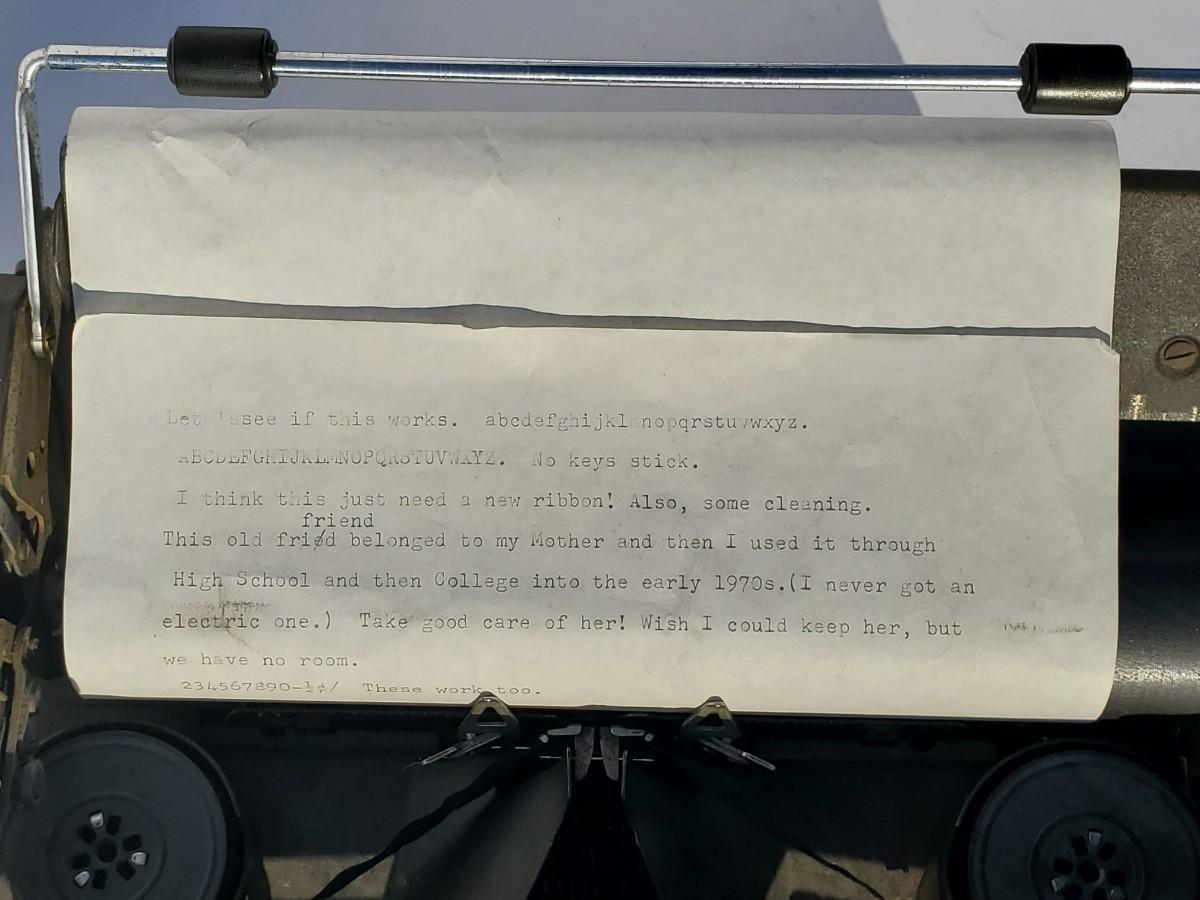 Let 'ssee if this works.  abcdefghijkl nopqrstuvwxyz.
ABCDEFGHIJKLMNOPQRSTUVWXYZ.  No keys stick.
I think this just need a new ribbon! Also, some cleaning.
friend
This old fried belonged to my Mother and then I used it through
High School and then College into the early 1970s.(I never got an
electric one.)  Take good care of her! Wish I could keep her, but
we have no room.
234567890-½¢/  These work too.